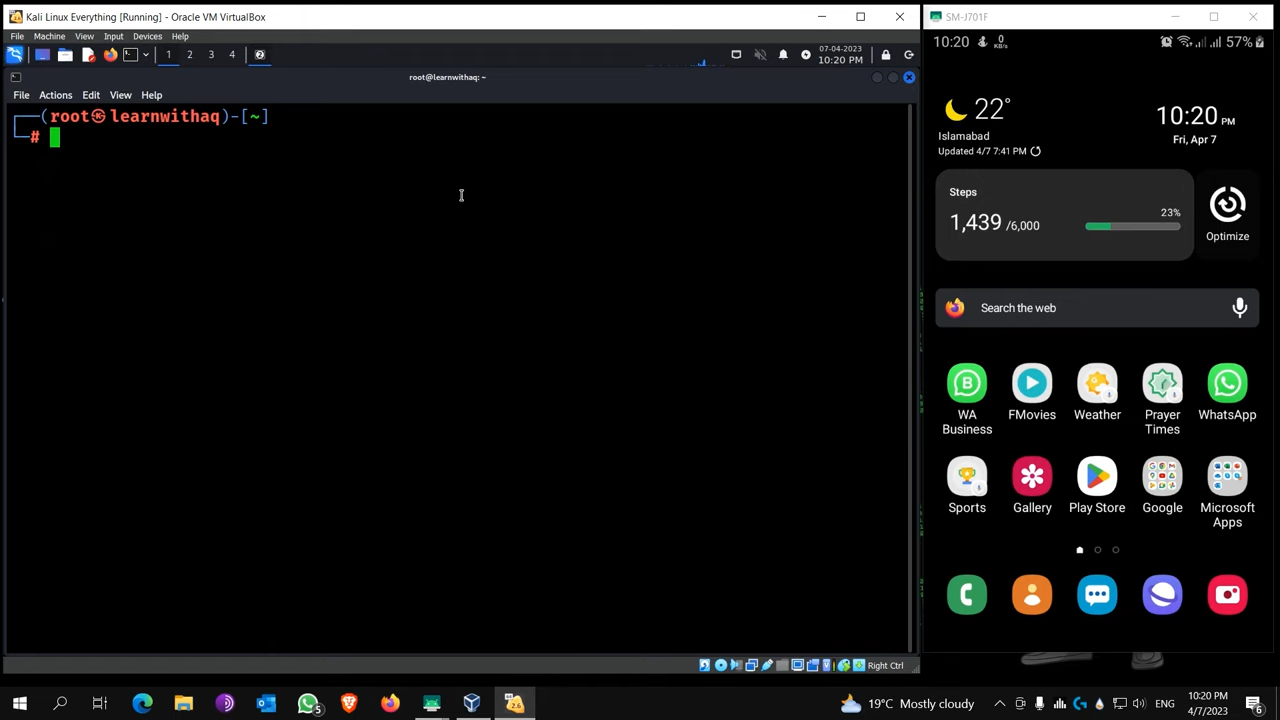 Kali Linux Everything [Running] - Oracle VM VirtualBox
File Machine View Input Devices Help
1 2 3 4
07-04-2023
10:20 PM
root@learnwithaq: ~
File Actions Edit View Help
(root㉿learnwithaq)-[~]
#
Right Ctrl
SM-J701F
10:20 0 KB/s 57%
22°
Islamabad
Updated 4/7 7:41 PM
10:20 PM
Fri, Apr 7
Steps
1,439 /6,000
23%
Optimize
Search the web
WA Business
FMovies
Weather
Prayer Times
WhatsApp
Sports
Gallery
Play Store
Google
Microsoft Apps
5
19°C Mostly cloudy
ENG
10:20 PM
4/7/2023
6